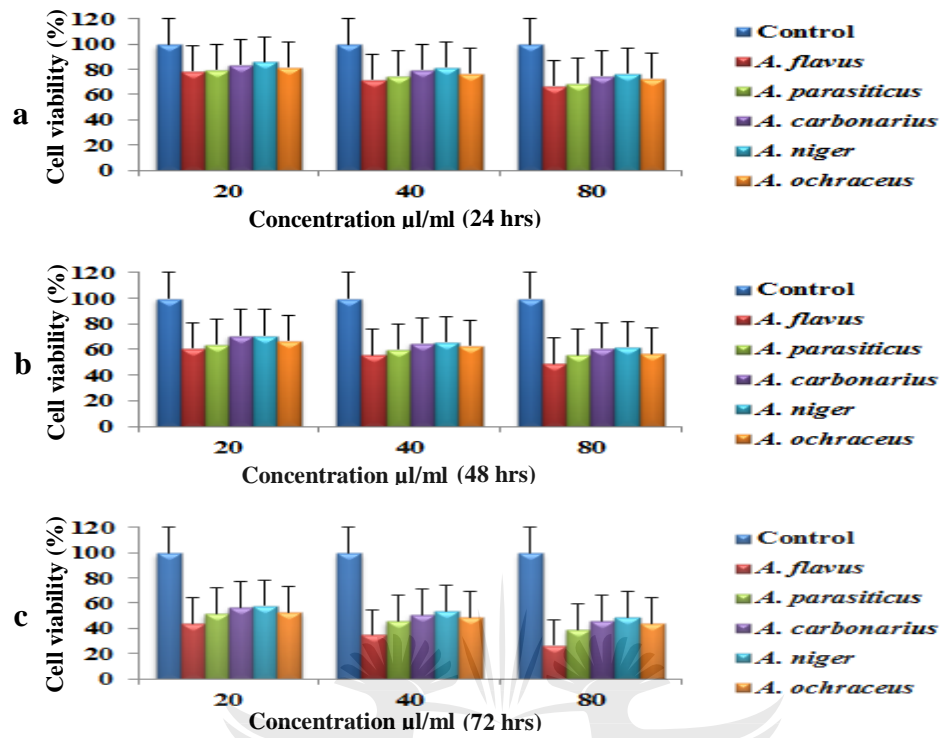 a
Cell viability (%)
120
100
80
60
40
20
0
20 40 80
Concentration µl/ml (24 hrs)
Control
A. flavus
A. parasiticus
A. carbonarius
A. niger
A. ochraceus
b
Cell viability (%)
120
100
80
60
40
20
0
20 40 80
Concentration µl/ml (48 hrs)
Control
A. flavus
A. parasiticus
A. carbonarius
A. niger
A. ochraceus
c
Cell viability (%)
120
100
80
60
40
20
0
20 40 80
Concentration µl/ml (72 hrs)
Control
A. flavus
A. parasiticus
A. carbonarius
A. niger
A. ochraceus